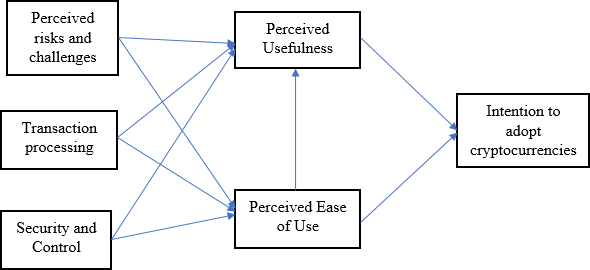 Perceived
risks and
challenges
Perceived
Usefulness
Transaction
processing
Intention to
adopt
cryptocurrencies
Security and
Control
Perceived Ease
of Use